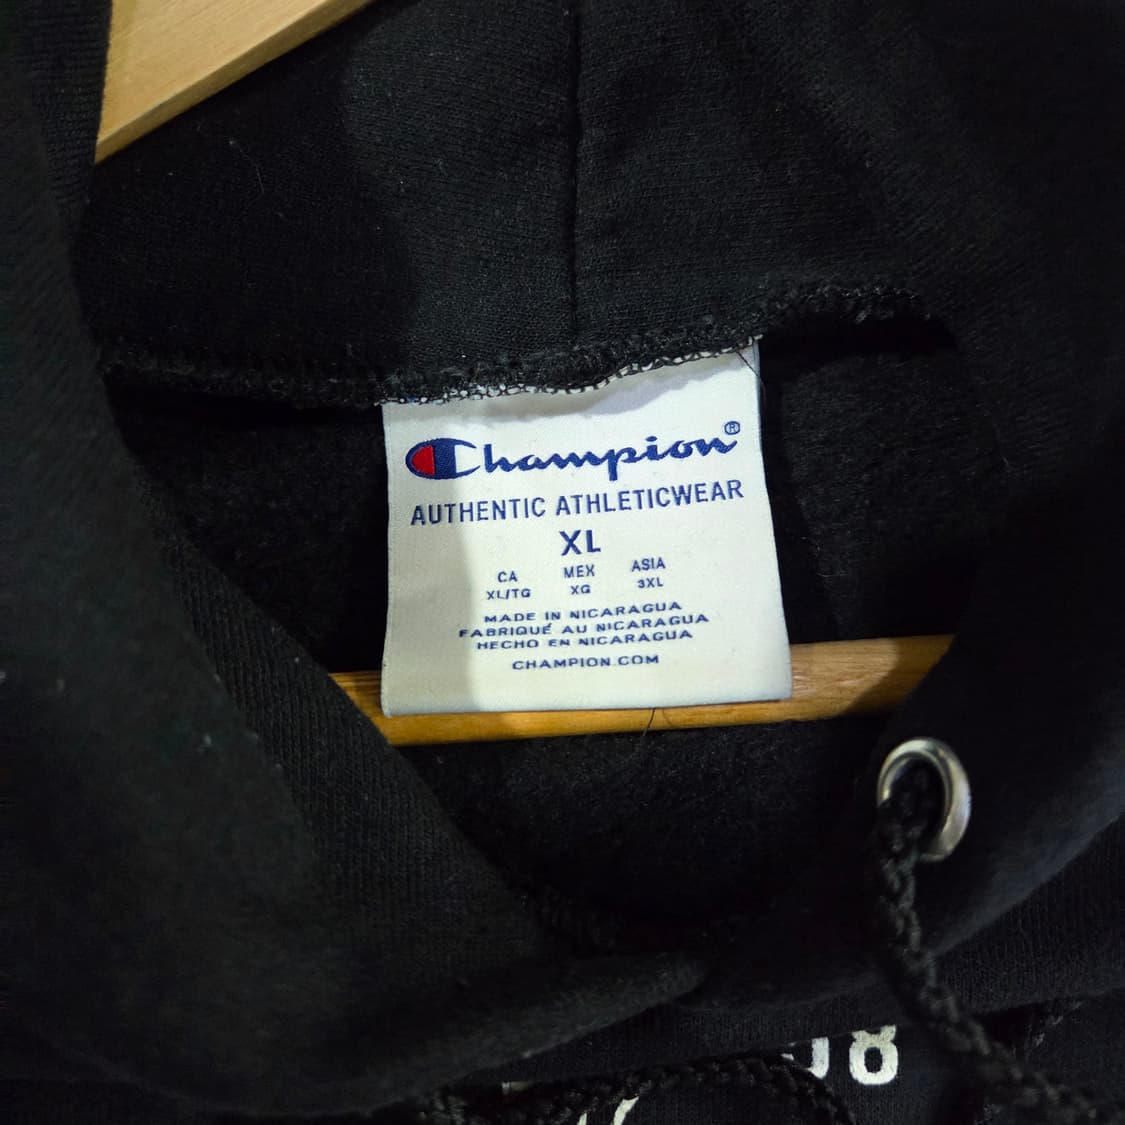 Champion®
AUTHENTIC ATHLETICWEAR
XL
CA MEX ASIA
XL/TG XG 3XL
MADE IN NICARAGUA
FABRIQUÉ AU NICARAGUA
HECHO EN NICARAGUA
CHAMPION.COM
8